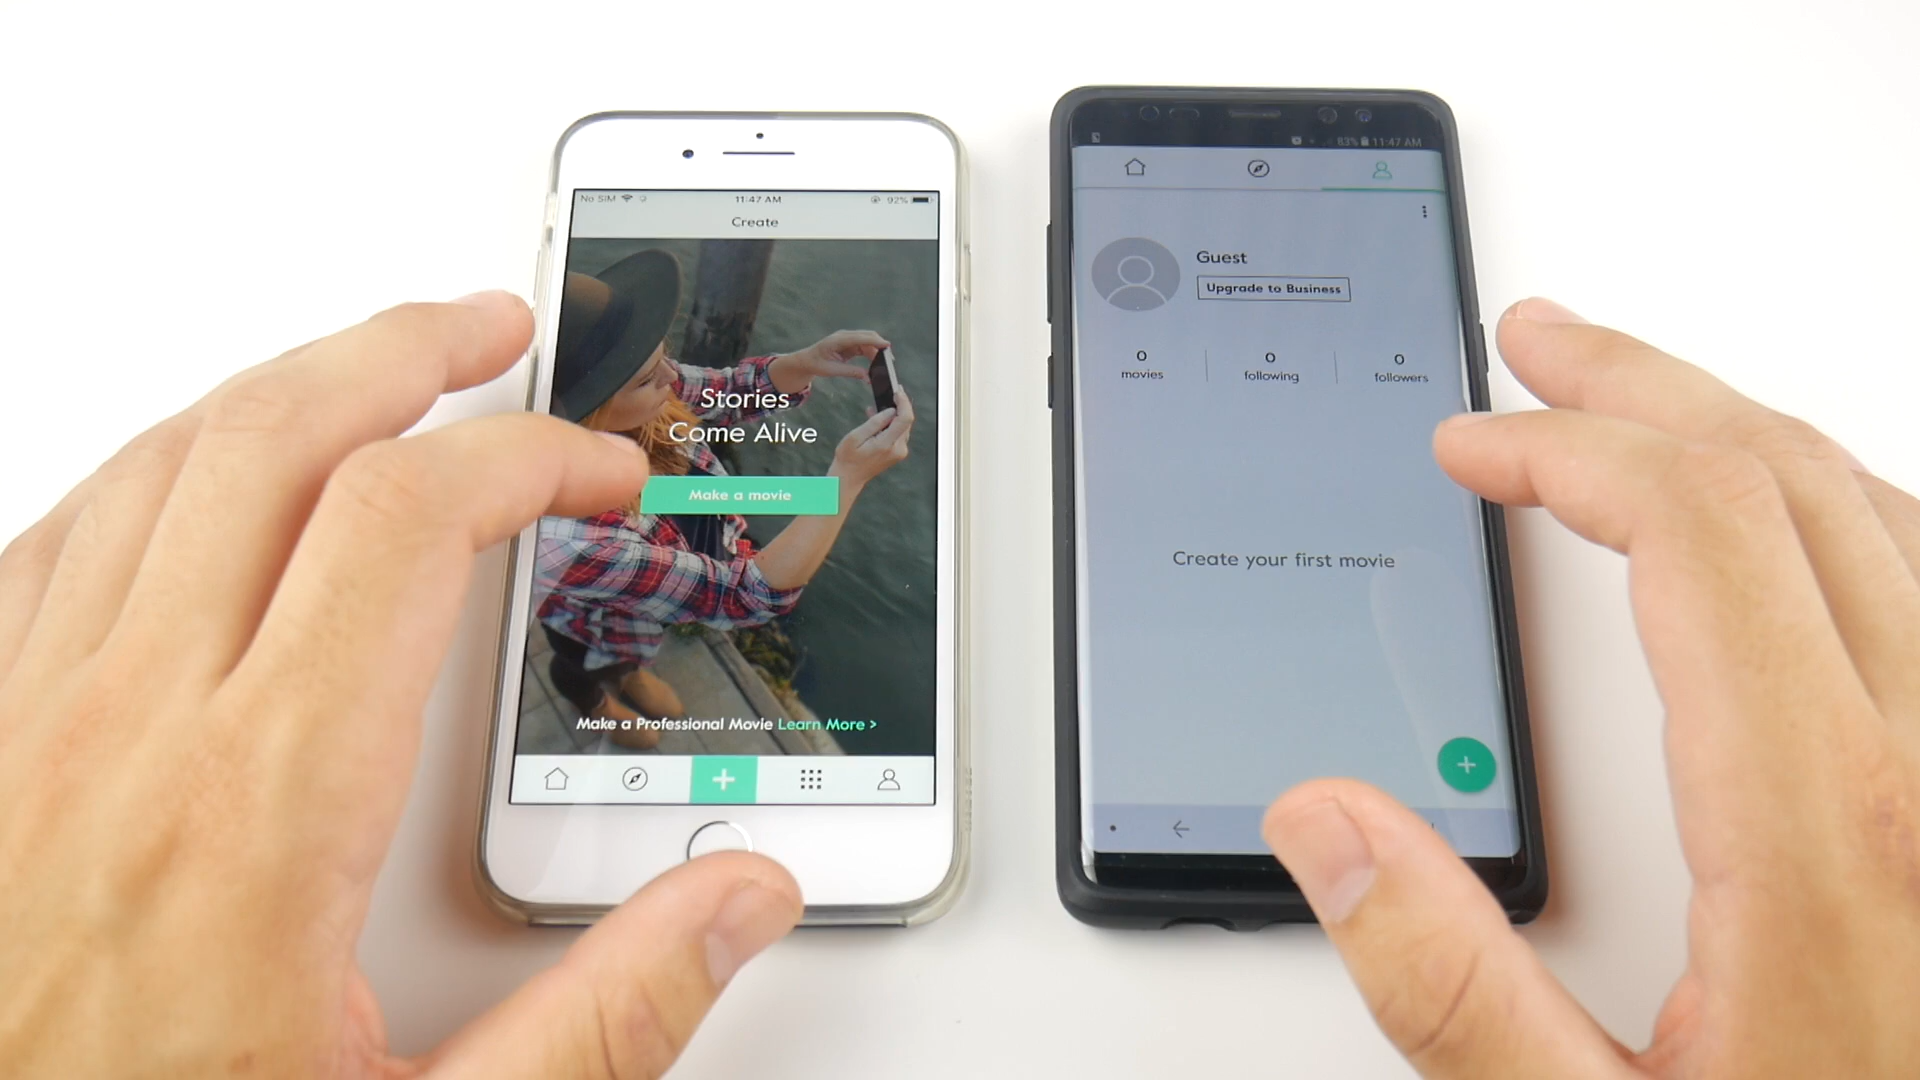 No SIM
11:47 AM
92%
Create
Stories
Come Alive
Make a movie
Make a Professional Movie Learn More >
83% 11:47 AM
Guest
Upgrade to Business
0 0 0
movies following followers
Create your first movie